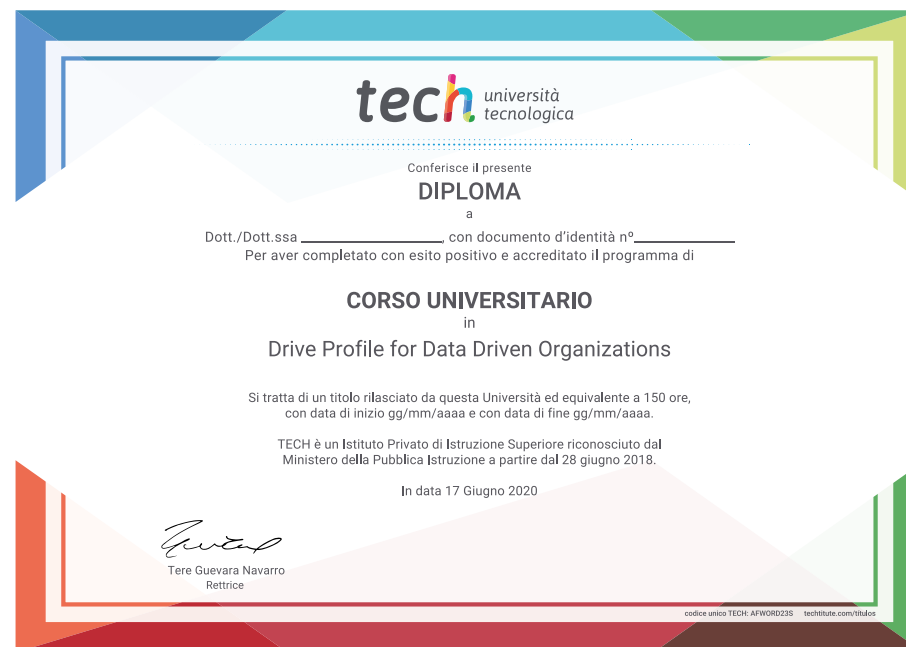 tech università
tecnologica
Conferisce il presente
DIPLOMA
a
Dott./Dott.ssa ____________________, con documento d'identità nº______________
Per aver completato con esito positivo e accreditato il programma di
CORSO UNIVERSITARIO
in
Drive Profile for Data Driven Organizations
Si tratta di un titolo rilasciato da questa Università ed equivalente a 150 ore,
con data di inizio gg/mm/aaaa e con data di fine gg/mm/aaaa.
TECH è un Istituto Privato di Istruzione Superiore riconosciuto dal
Ministero della Pubblica Istruzione a partire dal 28 giugno 2018.
In data 17 Giugno 2020
Tere Guevara Navarro
Rettrice
codice unico TECH: AFWORD23S techtitute.com/titulos